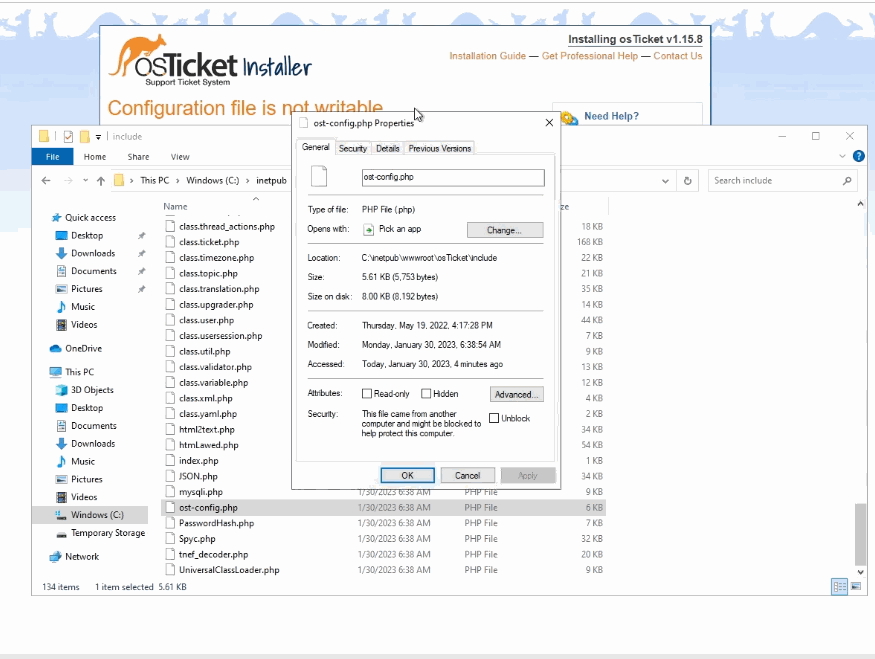 Installing osTicket v1.15.8
Installation Guide — Get Professional Help — Contact Us
osTicket Installer
Support Ticket System
Configuration file is not writable
Need Help?
include
File Home Share View
This PC > Windows (C:) > inetpub
Search include
ost-config.php Properties
General Security Details Previous Versions
ost-config.php
Type of file: PHP File (.php)
Opens with: Pick an app Change...
Location: C:\inetpub\wwwroot\osTicket\include
Size: 5.61 KB (5,753 bytes)
Size on disk: 8.00 KB (8,192 bytes)
Created: Thursday, May 19, 2022, 4:17:28 PM
Modified: Monday, January 30, 2023, 6:38:54 AM
Accessed: Today, January 30, 2023, 4 minutes ago
Attributes: Read-only Hidden Advanced...
Security: This file came from another
computer and might be blocked to
help protect this computer.
Unblock
OK Cancel Apply
Quick access
Desktop
Downloads
Documents
Pictures
Music
Videos
OneDrive
This PC
3D Objects
Desktop
Documents
Downloads
Music
Pictures
Videos
Windows (C:)
Temporary Storage
Network
Name
class.thread_actions.php 18 KB
class.ticket.php 168 KB
class.timezone.php 22 KB
class.topic.php 21 KB
class.translation.php 35 KB
class.upgrader.php 14 KB
class.user.php 44 KB
class.usersession.php 7 KB
class.util.php 9 KB
class.validator.php 13 KB
class.variable.php 12 KB
class.xml.php 4 KB
class.yaml.php 2 KB
html2text.php 34 KB
htmLawed.php 54 KB
index.php 1 KB
JSON.php 34 KB
mysqli.php 1/30/2023 6:38 AM PHP File 9 KB
ost-config.php 1/30/2023 6:38 AM PHP File 6 KB
PasswordHash.php 1/30/2023 6:38 AM PHP File 7 KB
Spyc.php 1/30/2023 6:38 AM PHP File 32 KB
tnef_decoder.php 1/30/2023 6:38 AM PHP File 20 KB
UniversalClassLoader.php 1/30/2023 6:38 AM PHP File 9 KB
134 items 1 item selected 5.61 KB